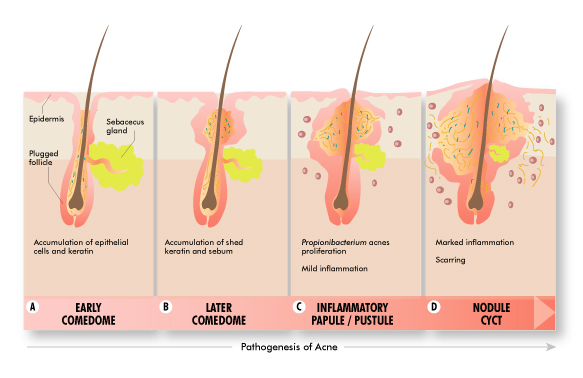 Epidermis
Sebacecus
gland
Plugged
follicle
Accumulation of epithelial
cells and keratin
Accumulation of shed
keratin and sebum
Propionibacterium acnes
proliferation
Mild inflammation
Marked inflammation
Scarring
A EARLY
COMEDOME
B LATER
COMEDOME
C INFLAMMATORY
PAPULE / PUSTULE
D NODULE
CYCT
Pathogenesis of Acne